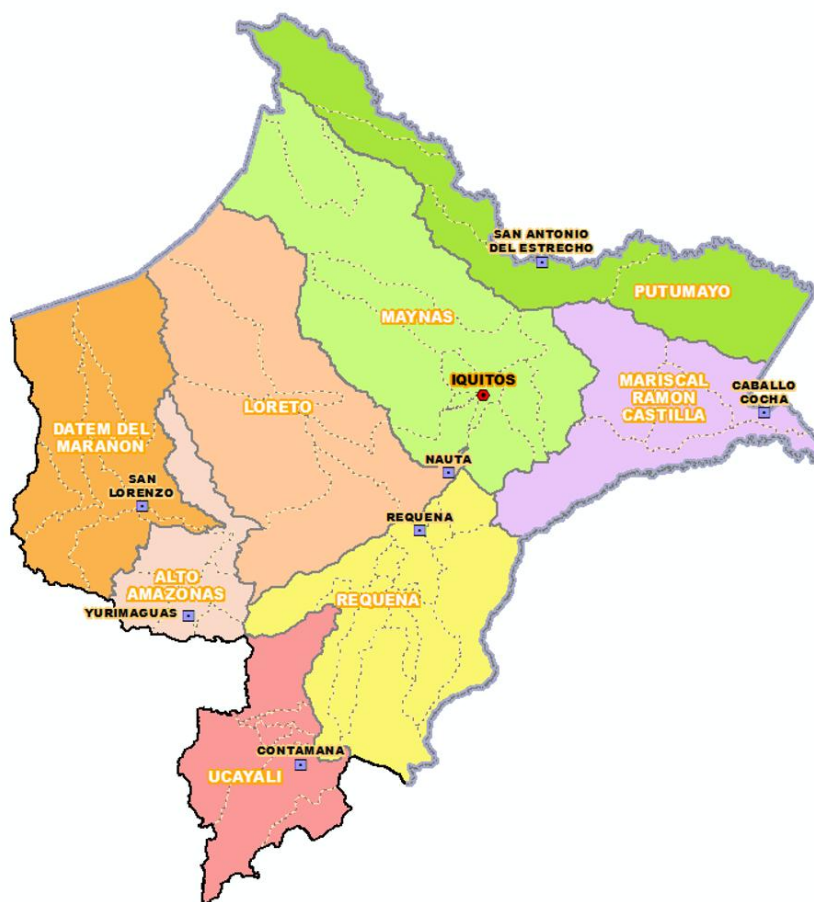 SAN ANTONIO
DEL ESTRECHO
PUTUMAYO
MAYNAS
IQUITOS
MARISCAL
RAMON
CASTILLA
CABALLO
COCHA
LORETO
DATEM DEL
MARAÑON
NAUTA
SAN
LORENZO
REQUENA
ALTO
AMAZONAS
REQUENA
YURIMAGUAS
CONTAMANA
UCAYALI